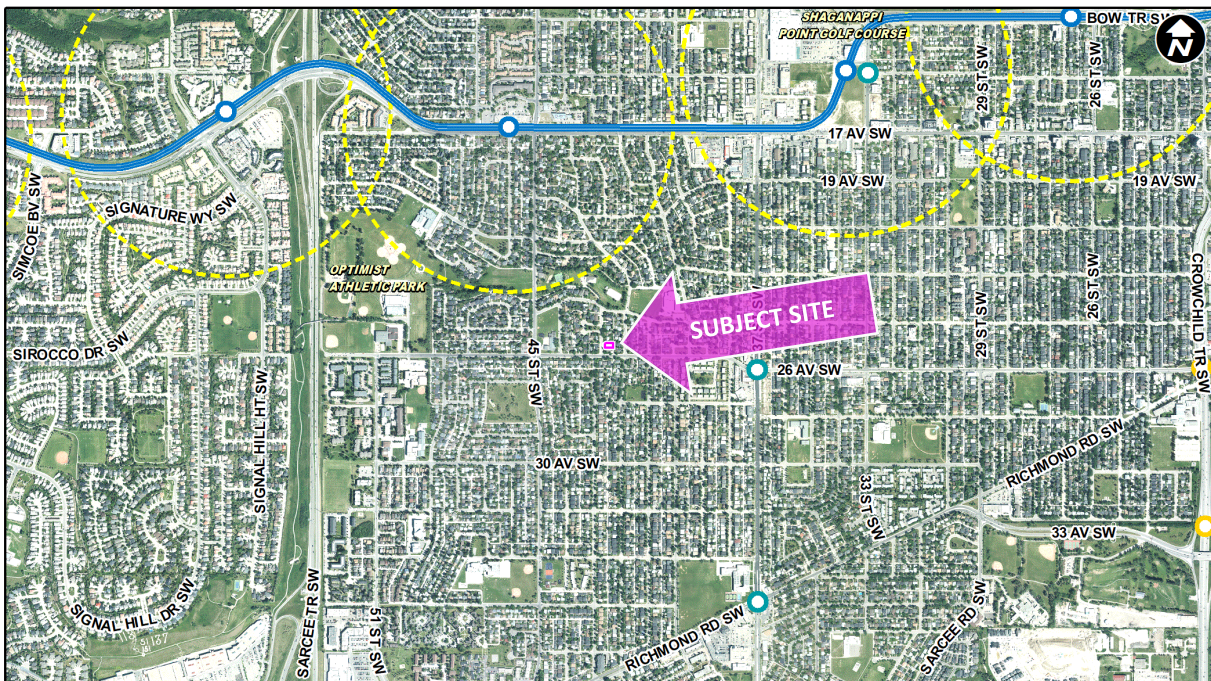 SHAGANAPPI
POINT GOLF COURSE
BOW TR SW
N
29 ST SW
26 ST SW
17 AV SW
19 AV SW
19 AV SW
SIMCOE BV SW
SIGNATURE WY SW
OPTIMIST
ATHLETIC PARK
SUBJECT SITE
26 ST SW
CROWCHILD TR SW
29 ST SW
SIROCCO DR SW
45 ST SW
26 AV SW
SIGNAL HILL HT SW
30 AV SW
RICHMOND RD SW
33 ST SW
33 AV SW
SIGNAL HILL DR SW
SARCEE TR SW
51 ST SW
RICHMOND RD SW
SARCEE RD SW